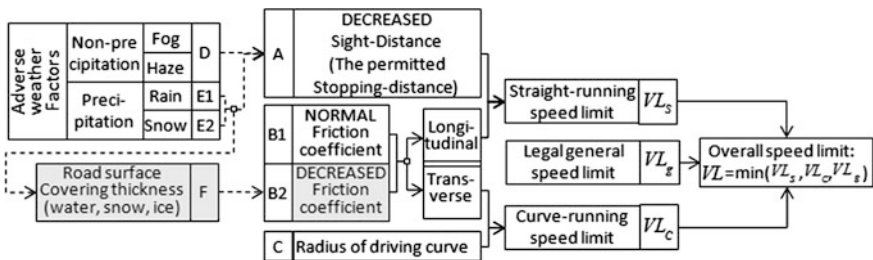 Adverse
weather
Factors
Non-pre
cipitation
Fog
Haze
D
Preci-
pitation
Rain
E1
Snow
E2
Road surface
Covering thickness
(water, snow, ice)
F
A
DECREASED
Sight-Distance
(The permitted
Stopping-distance)
B1
NORMAL
Friction
coefficient
B2
DECREASED
Friction
coefficient
Longi-
tudinal
Trans-
verse
C
Radius of driving curve
Straight-running
speed limit
VLs
Legal general
speed limit
VLg
Curve-running
speed limit
VLc
Overall speed limit:
VL=min(VLs,VLc,VLg)